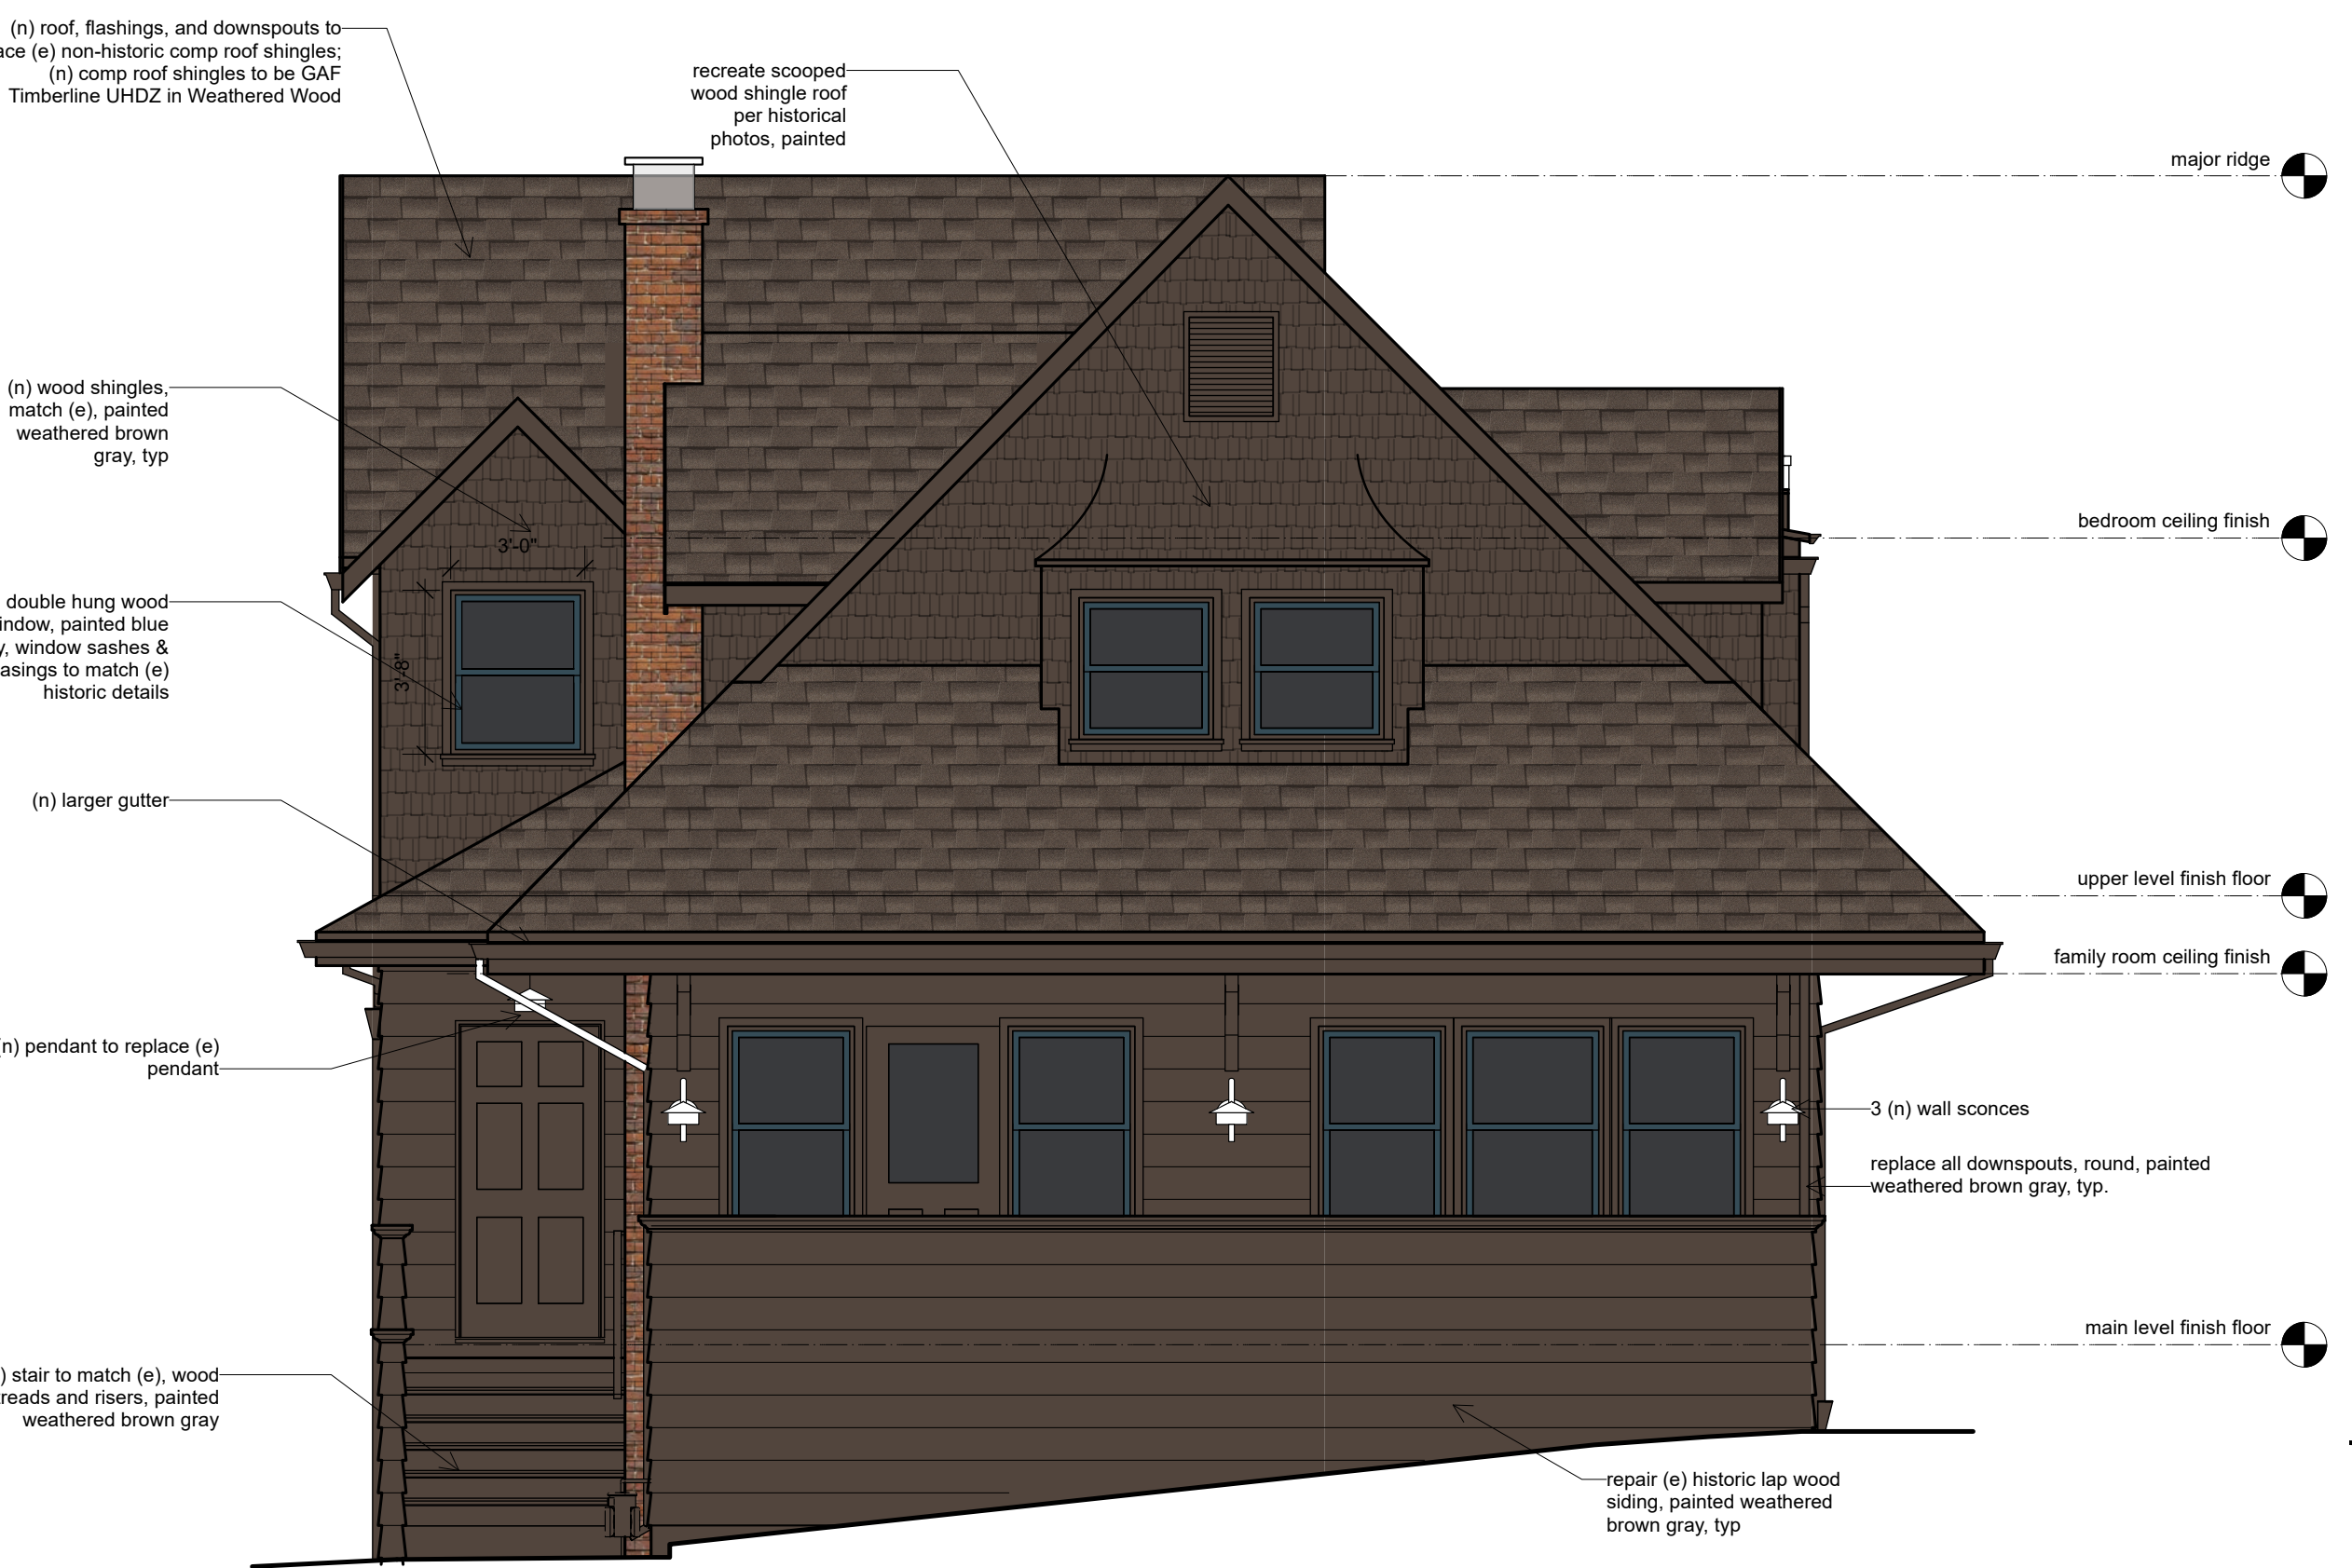 (n) roof, flashings, and downspouts to
(e) non-historic comp roof shingles;
(n) comp roof shingles to be GAF
Timberline UHDZ in Weathered Wood
recreate scooped
wood shingle roof
per historical
photos, painted
major ridge
(n) wood shingles,
match (e), painted
weathered brown
gray, typ
bedroom ceiling finish
3'-0"
double hung wood
painted blue
window sashes &
to match (e)
historic details
3'-8"
(n) larger gutter
upper level finish floor
family room ceiling finish
(n) pendant to replace (e)
pendant
3 (n) wall sconces
replace all downspouts, round, painted
weathered brown gray, typ.
main level finish floor
stair to match (e), wood
and risers, painted
weathered brown gray
repair (e) historic lap wood
siding, painted weathered
brown gray, typ